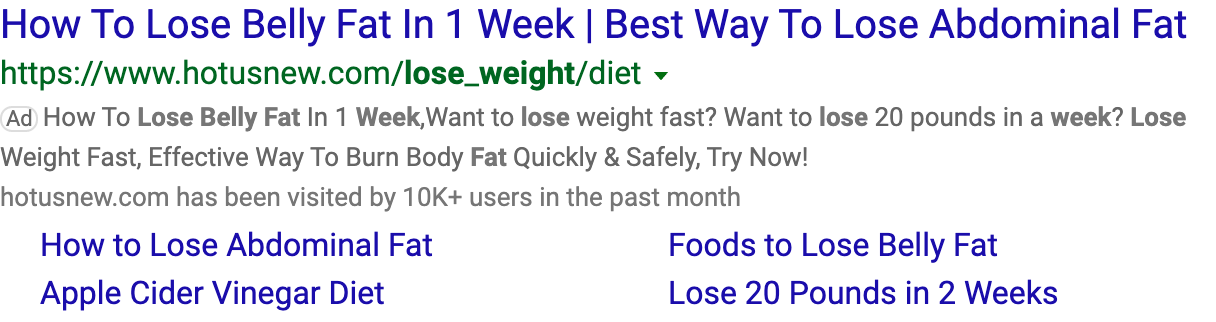 How To Lose Belly Fat In 1 Week | Best Way To Lose Abdominal Fat
https://www.hotusnew.com/lose_weight/diet
Ad How To Lose Belly Fat In 1 Week,Want to lose weight fast? Want to lose 20 pounds in a week? Lose
Weight Fast, Effective Way To Burn Body Fat Quickly & Safely, Try Now!
hotusnew.com has been visited by 10K+ users in the past month
How to Lose Abdominal Fat
Foods to Lose Belly Fat
Apple Cider Vinegar Diet
Lose 20 Pounds in 2 Weeks